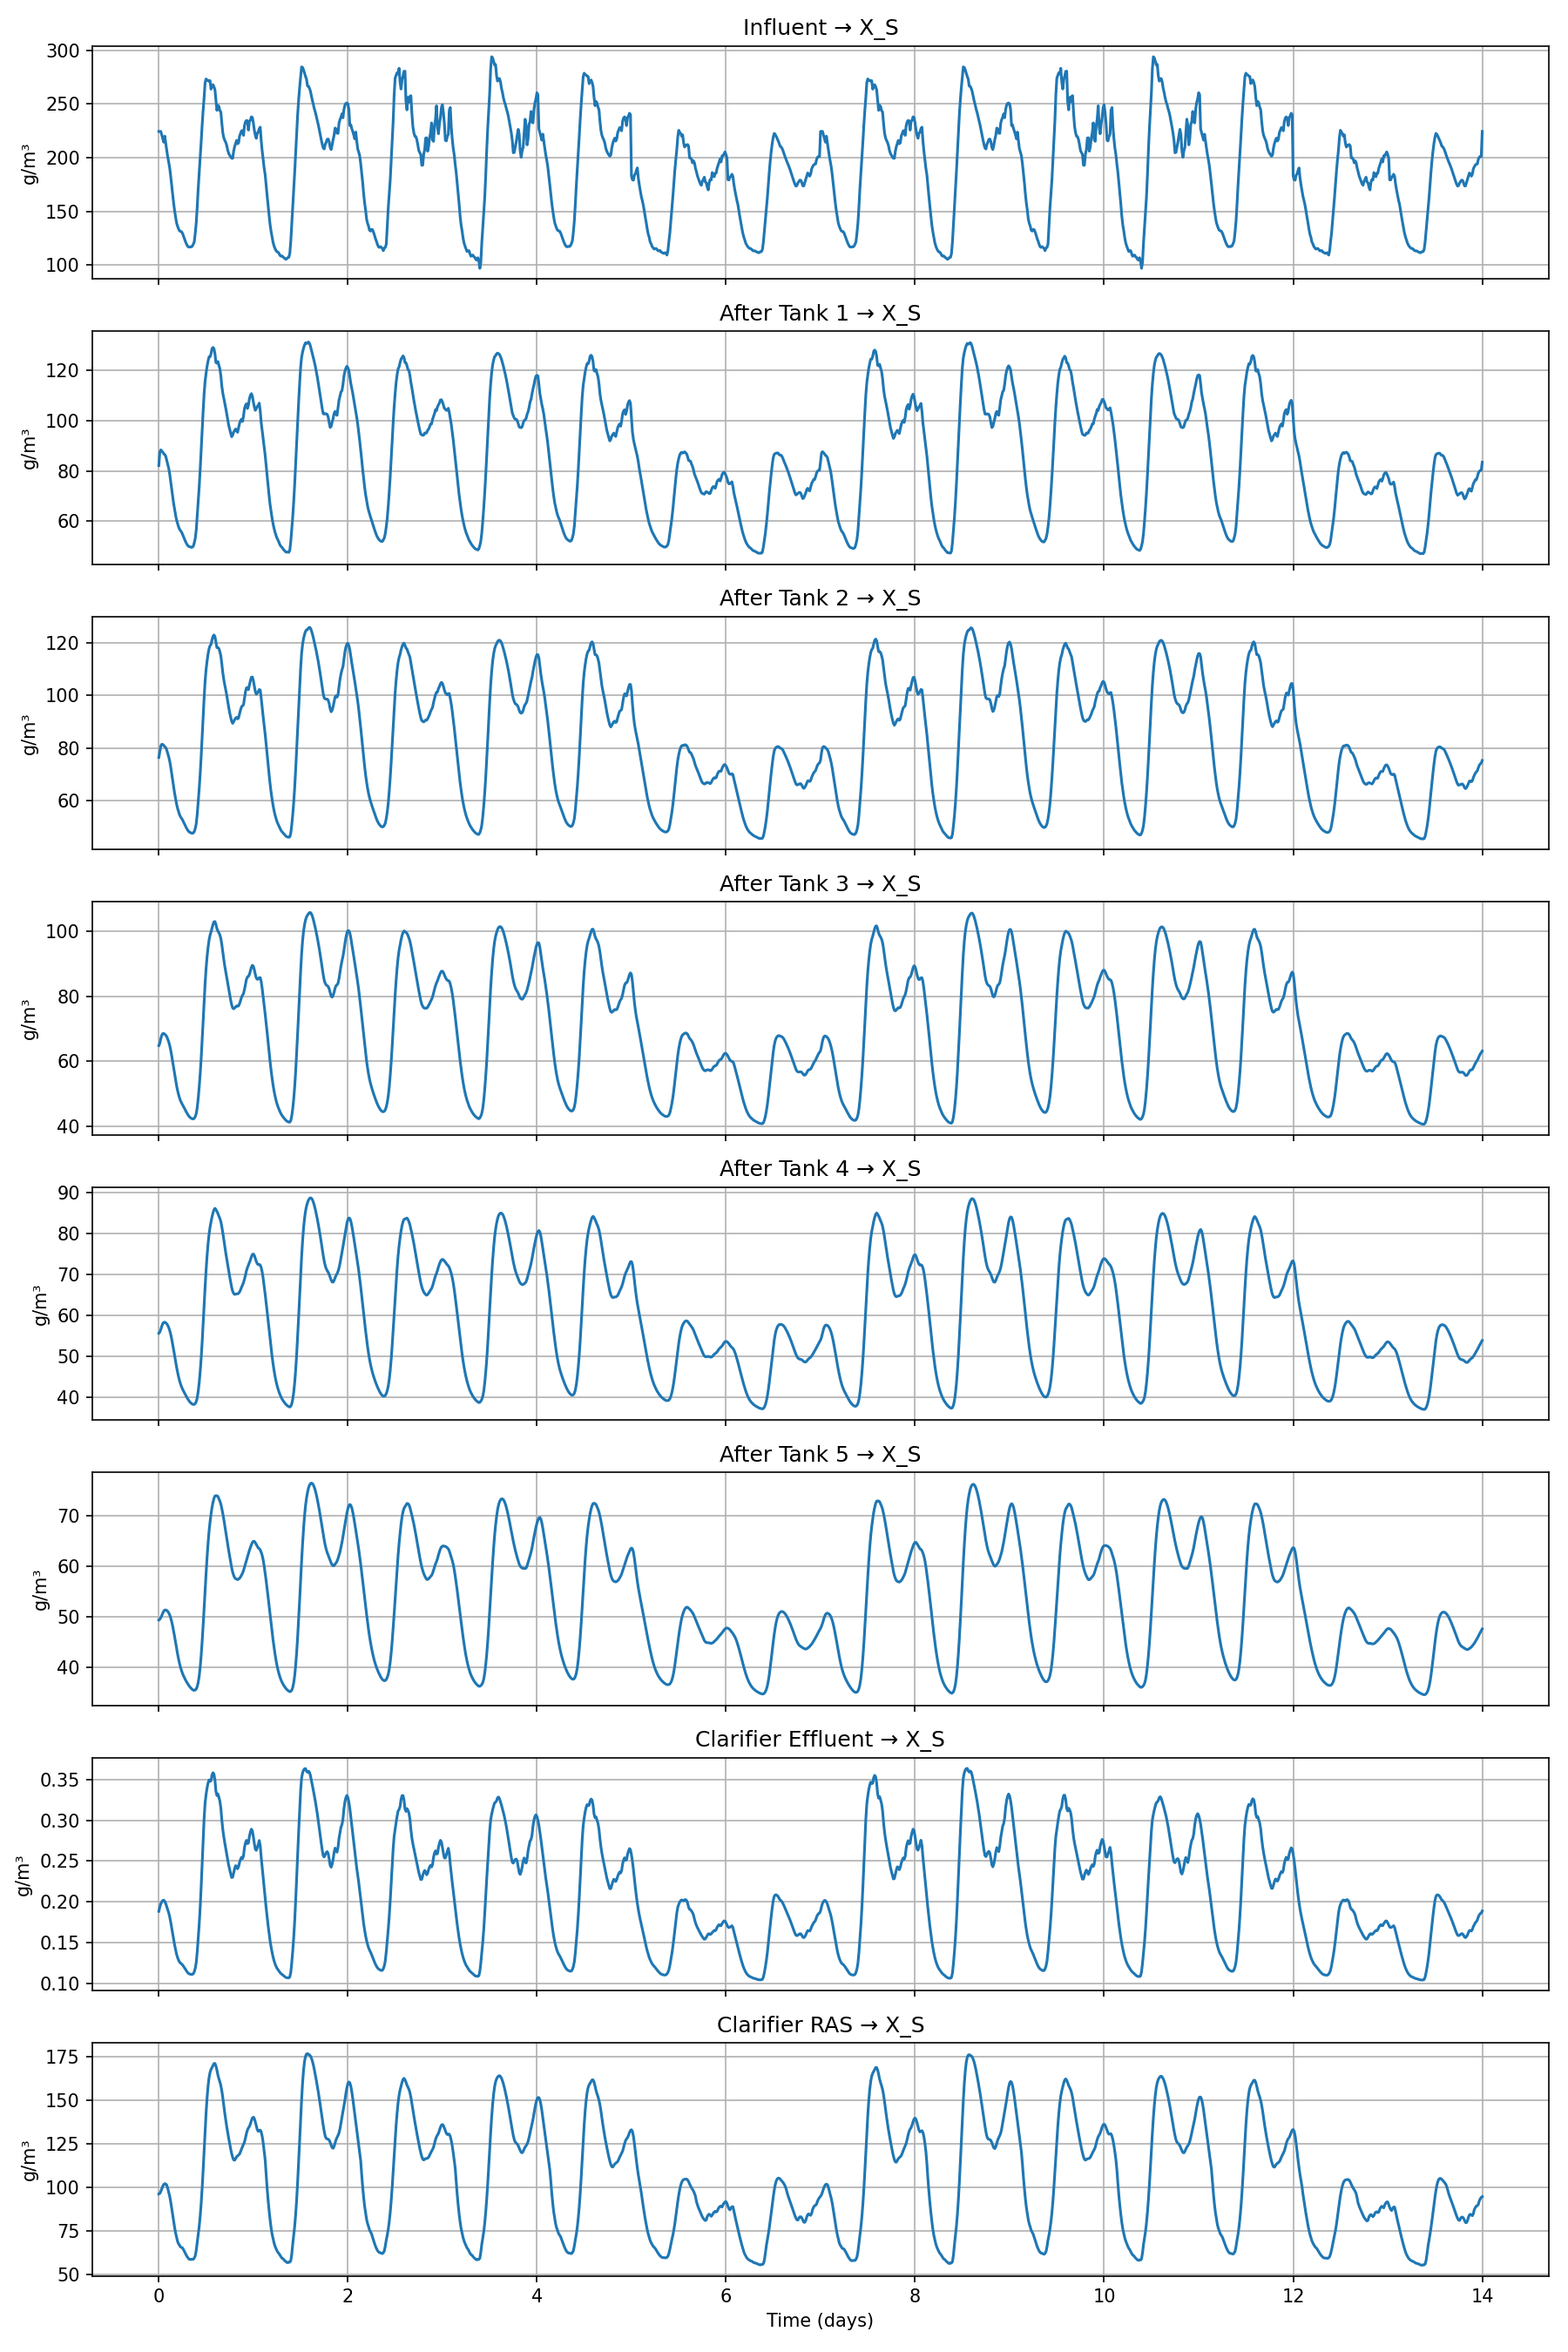 Influent → X_S
300
250
200
150
100
g/m³
After Tank 1 → X_S
120
100
80
60
g/m³
After Tank 2 → X_S
120
100
80
60
g/m³
After Tank 3 → X_S
100
80
60
40
g/m³
After Tank 4 → X_S
90
80
70
60
50
40
g/m³
After Tank 5 → X_S
70
60
50
40
g/m³
Clarifier Effluent → X_S
0.35
0.30
0.25
0.20
0.15
0.10
g/m³
Clarifier RAS → X_S
175
150
125
100
75
50
g/m³
0 2 4 6 8 10 12 14
Time (days)